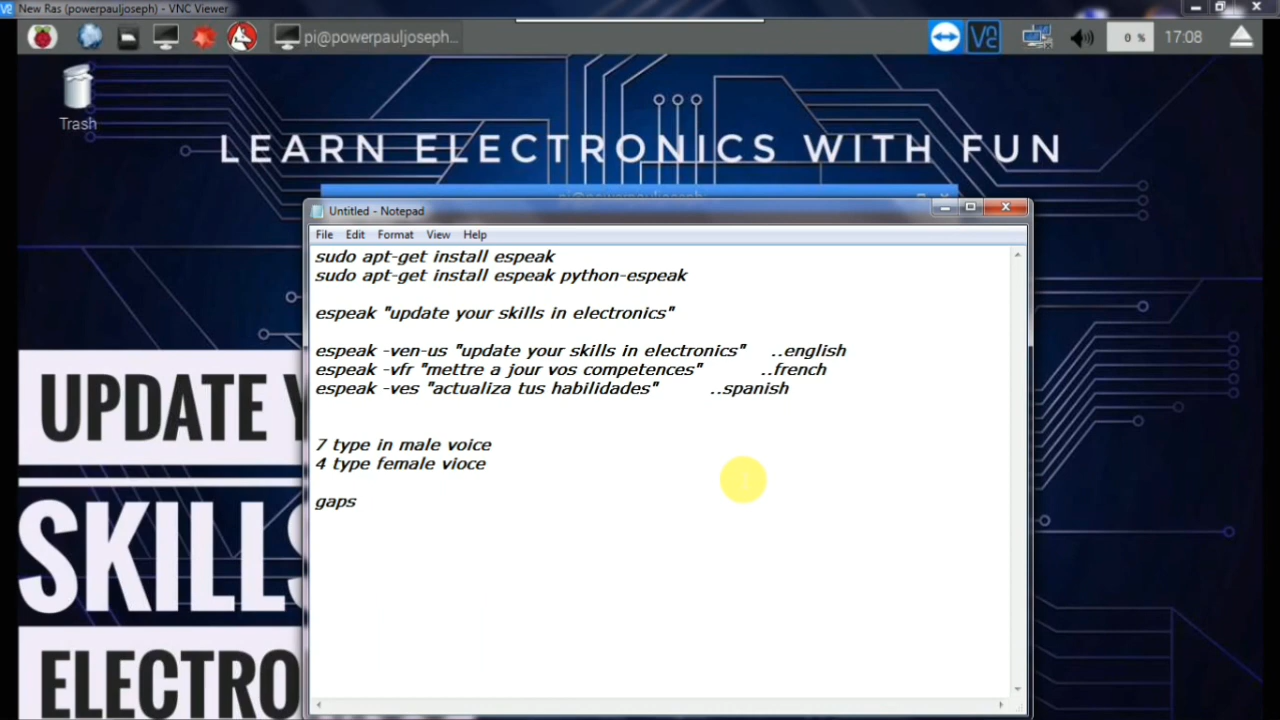 New Ras (powerpauljoseph) - VNC Viewer
pi@powerpauljoseph...
0 %
17:08
Trash
LEARN ELECTRONICS WITH FUN
Untitled - Notepad
File Edit Format View Help
sudo apt-get install espeak
sudo apt-get install espeak python-espeak
espeak "update your skills in electronics"
espeak -ven-us "update your skills in electronics" ..english
espeak -vfr "mettre a jour vos competences" ..french
espeak -ves "actualiza tus habilidades" ..spanish
7 type in male voice
4 type female vioce
gaps
UPDATE Y
SKILLS
ELECTRO